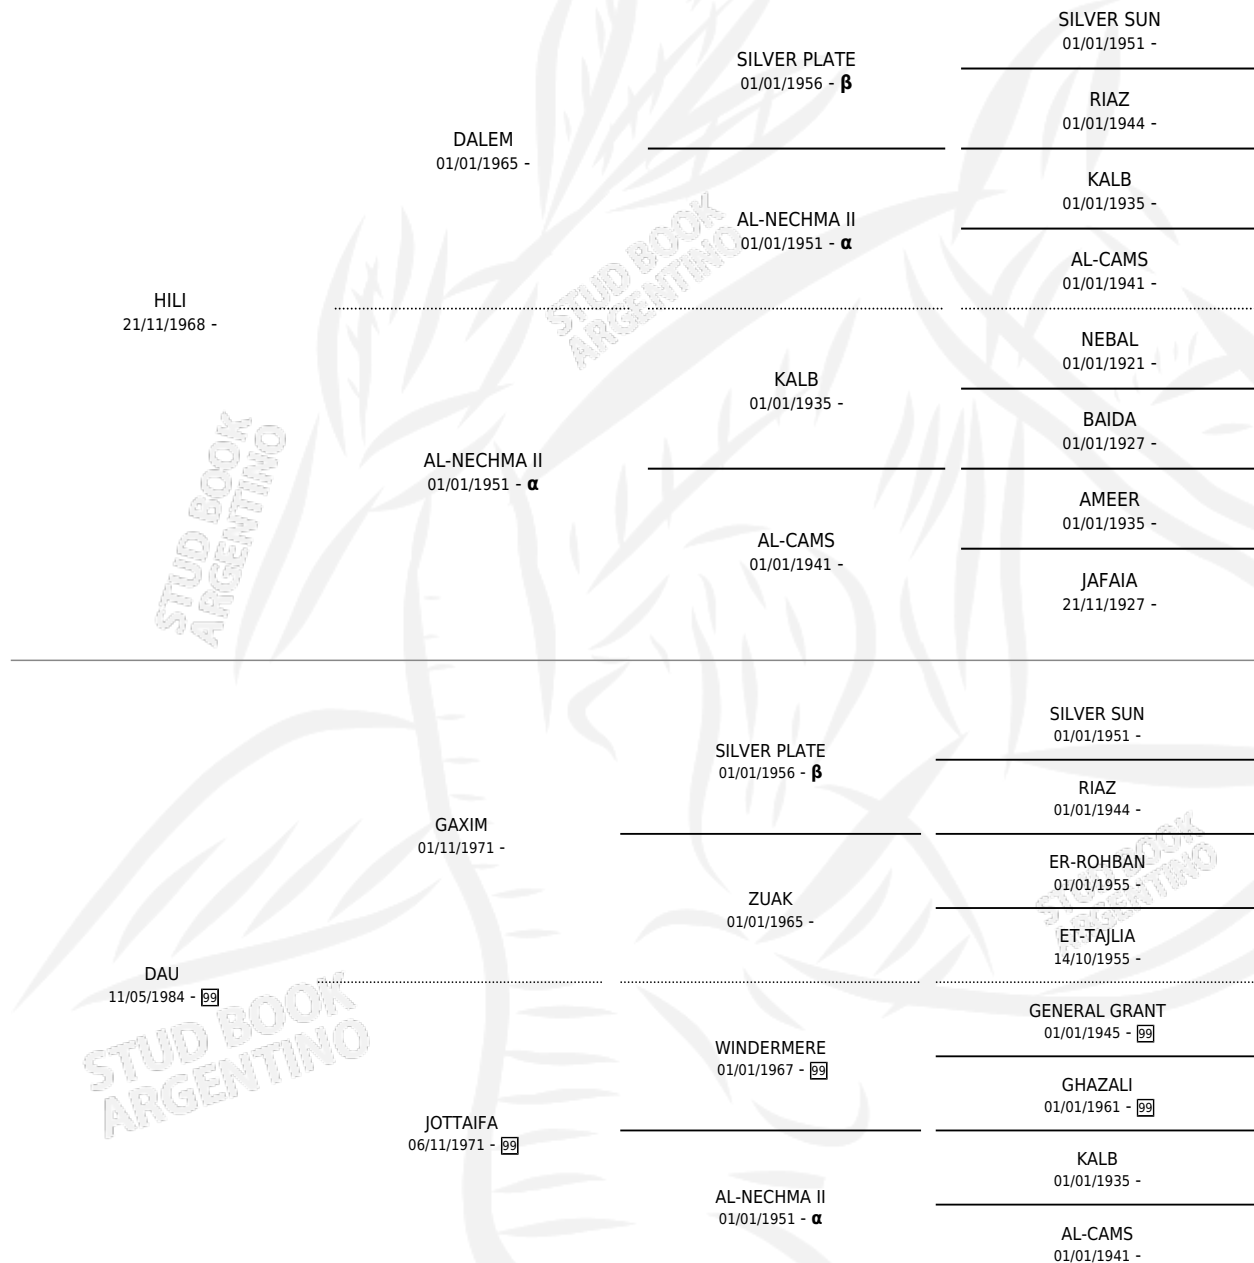 SILVER SUN
01/01/1951 -
SILVER PLATE
01/01/1956 - β
RIAZ
01/01/1944 -
DALEM
01/01/1965 -
KALB
01/01/1935 -
AL-NECHMA II
01/01/1951 - α
AL-CAMS
01/01/1941 -
HILI
21/11/1968 -
NEBAL
01/01/1921 -
KALB
01/01/1935 -
BAIDA
01/01/1927 -
AL-NECHMA II
01/01/1951 - α
AMEER
01/01/1935 -
AL-CAMS
01/01/1941 -
JAFAIA
21/11/1927 -
STUD BOOK
ARGENTINO
STUD BOOK
ARGENTINO
SILVER SUN
01/01/1951 -
SILVER PLATE
01/01/1956 - β
RIAZ
01/01/1944 -
GAXIM
01/11/1971 -
ER-ROHBAN
01/01/1955 -
ZUAK
01/01/1965 -
ET-TAJLIA
14/10/1955 -
DAU
11/05/1984 - 99
GENERAL GRANT
01/01/1945 - 99
WINDERMERE
01/01/1967 - 99
GHAZALI
01/01/1961 - 99
JOTTAIFA
06/11/1971 - 99
KALB
01/01/1935 -
AL-NECHMA II
01/01/1951 - α
AL-CAMS
01/01/1941 -
STUD BOOK
ARGENTINO
STUD BOOK
ARGENTINO